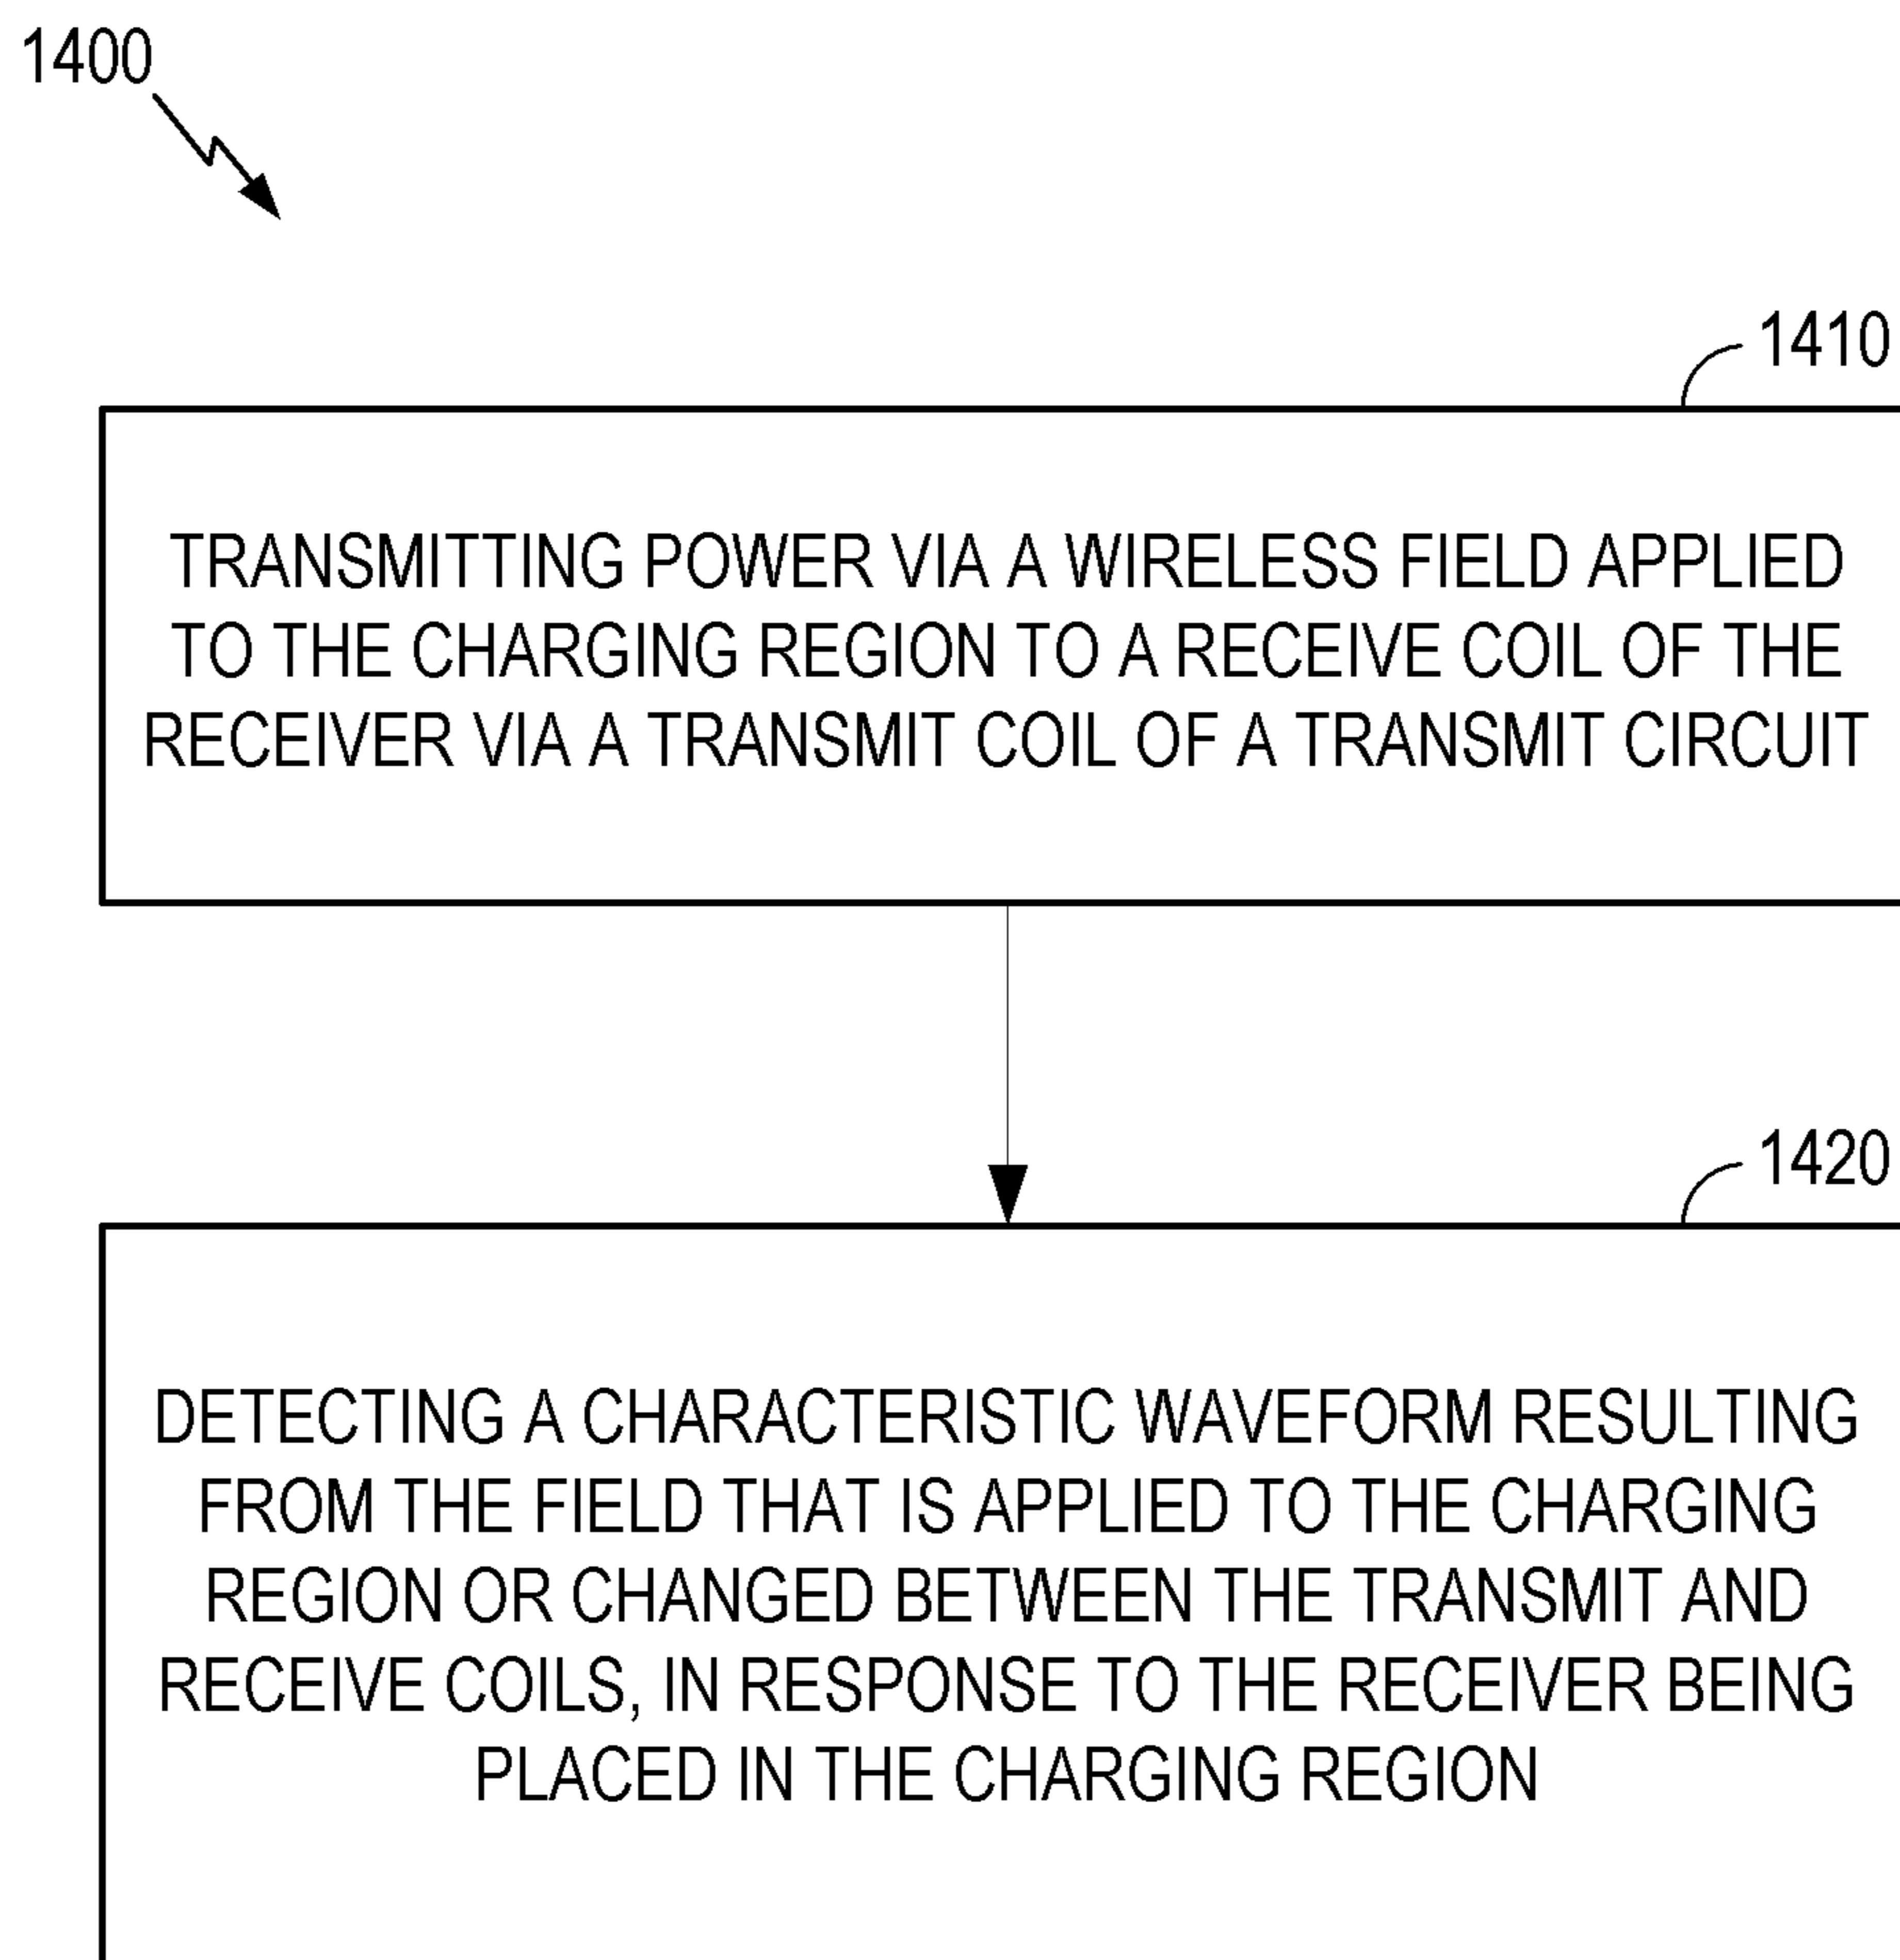 1400
1410
TRANSMITTING POWER VIA A WIRELESS FIELD APPLIED
TO THE CHARGING REGION TO A RECEIVE COIL OF THE
RECEIVER VIA A TRANSMIT COIL OF A TRANSMIT CIRCUIT
1420
DETECTING A CHARACTERISTIC WAVEFORM RESULTING
FROM THE FIELD THAT IS APPLIED TO THE CHARGING
REGION OR CHANGED BETWEEN THE TRANSMIT AND
RECEIVE COILS, IN RESPONSE TO THE RECEIVER BEING
PLACED IN THE CHARGING REGION